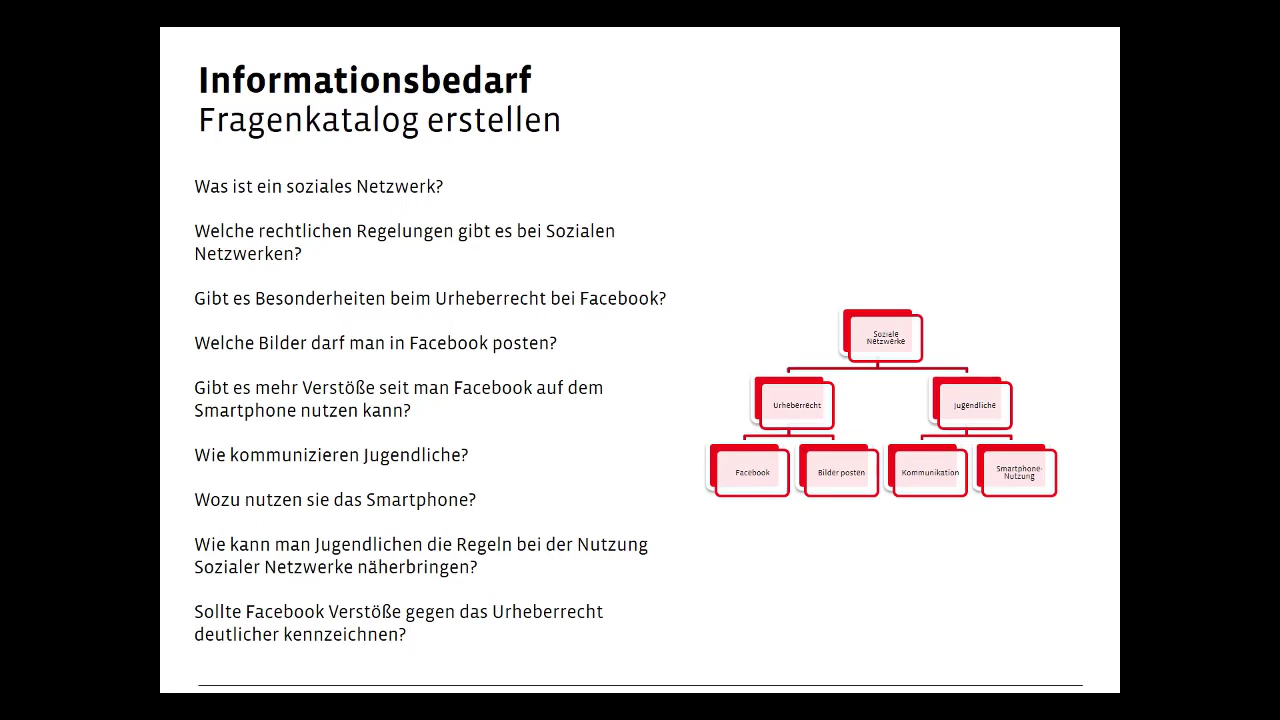 Informationsbedarf
Fragenkatalog erstellen
Was ist ein soziales Netzwerk?
Welche rechtlichen Regelungen gibt es bei Sozialen
Netzwerken?
Gibt es Besonderheiten beim Urheberrecht bei Facebook?
Welche Bilder darf man in Facebook posten?
Gibt es mehr Verstöße seit man Facebook auf dem
Smartphone nutzen kann?
Wie kommunizieren Jugendliche?
Wozu nutzen sie das Smartphone?
Wie kann man Jugendlichen die Regeln bei der Nutzung
Sozialer Netzwerke näherbringen?
Sollte Facebook Verstöße gegen das Urheberrecht
deutlicher kennzeichnen?
Soziale
Netzwerke
Urheberrecht
Jugendliche
Facebook
Bilder posten
Kommunikation
Smartphone-
Nutzung